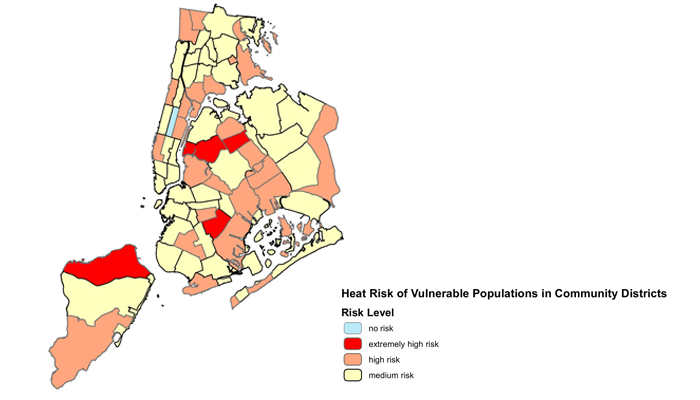 Heat Risk of Vulnerable Populations in Community Districts
Risk Level
no risk
extremely high risk
high risk
medium risk